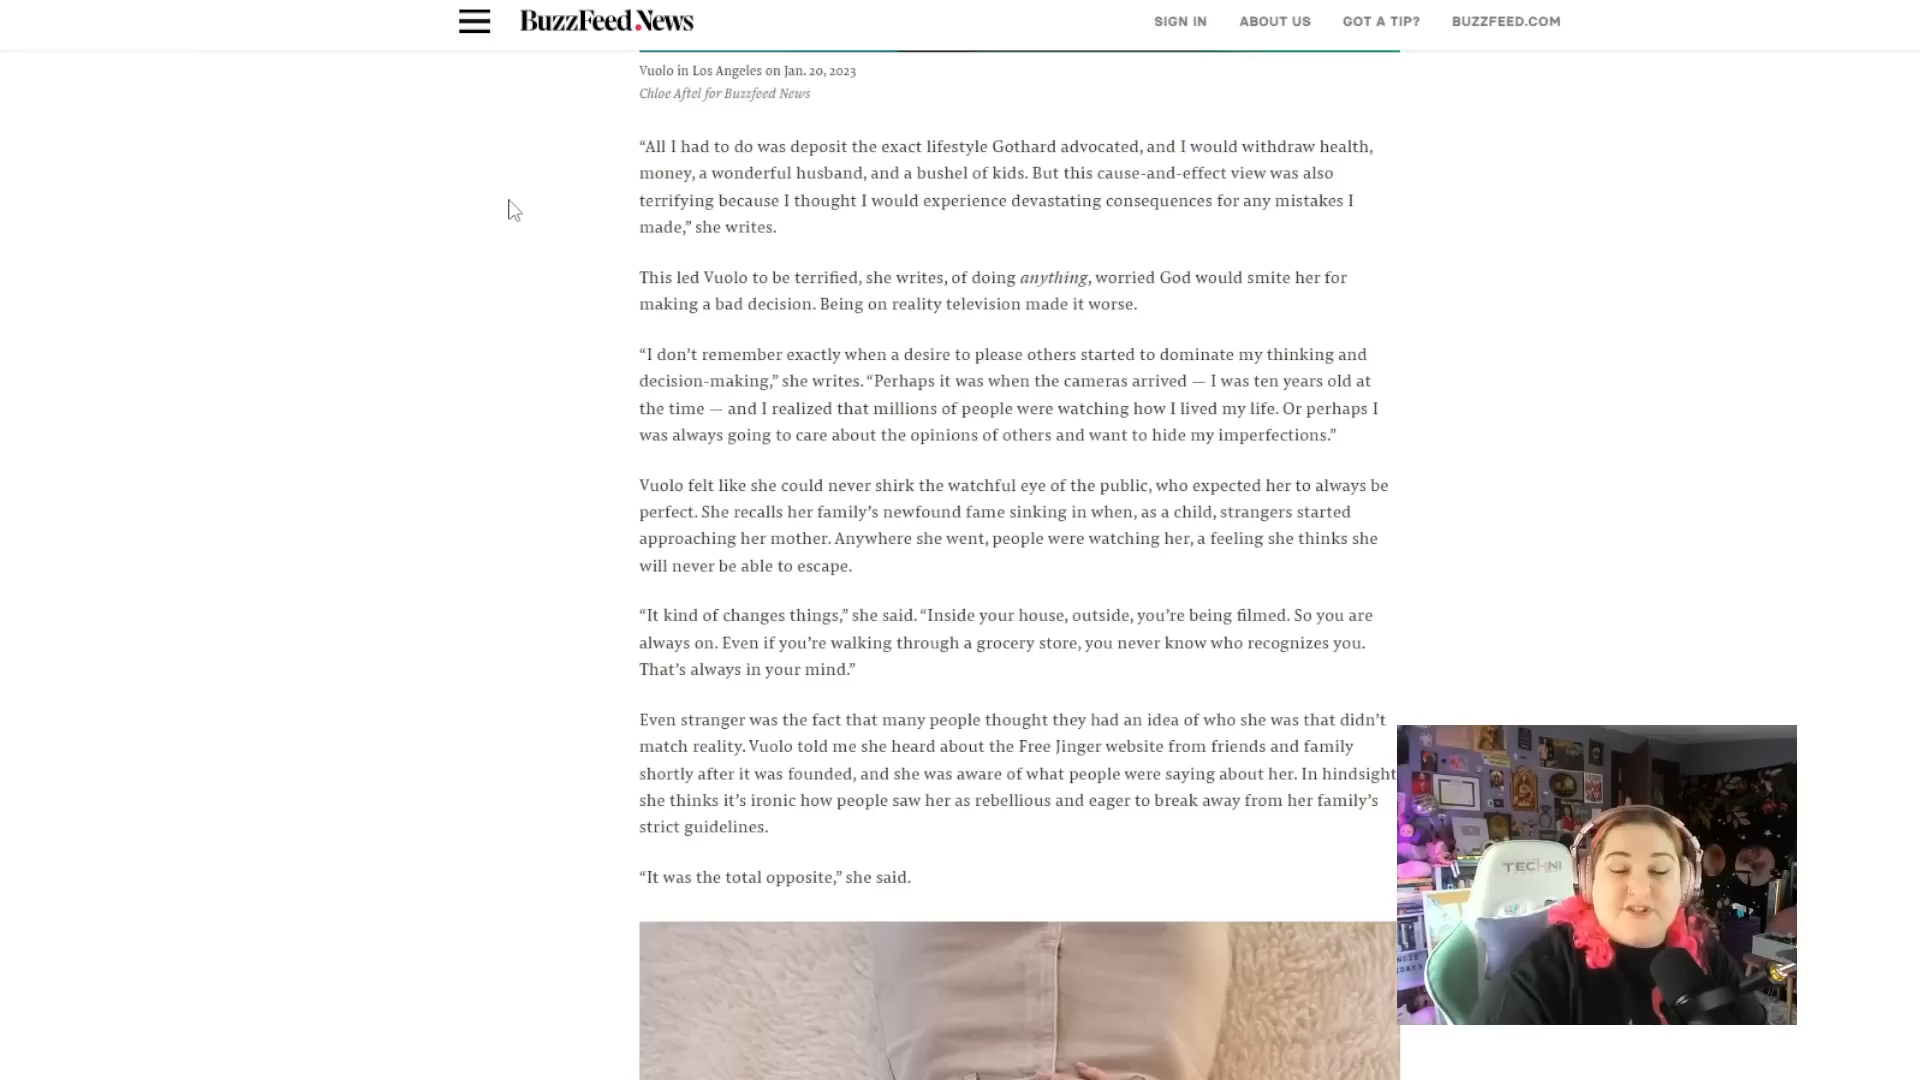 BuzzFeed News
SIGN IN
ABOUT US
GOT A TIP?
BUZZFEED.COM
Vuolo in Los Angeles on Jan. 20, 2023
Chloe Aftel for Buzzfeed News
“All I had to do was deposit the exact lifestyle Gothard advocated, and I would withdraw health,
money, a wonderful husband, and a bushel of kids. But this cause-and-effect view was also
terrifying because I thought I would experience devastating consequences for any mistakes I
made,” she writes.
This led Vuolo to be terrified, she writes, of doing anything, worried God would smite her for
making a bad decision. Being on reality television made it worse.
“I don’t remember exactly when a desire to please others started to dominate my thinking and
decision-making,” she writes. “Perhaps it was when the cameras arrived — I was ten years old at
the time — and I realized that millions of people were watching how I lived my life. Or perhaps I
was always going to care about the opinions of others and want to hide my imperfections.”
Vuolo felt like she could never shirk the watchful eye of the public, who expected her to always be
perfect. She recalls her family’s newfound fame sinking in when, as a child, strangers started
approaching her mother. Anywhere she went, people were watching her, a feeling she thinks she
will never be able to escape.
“It kind of changes things,” she said. “Inside your house, outside, you’re being filmed. So you are
always on. Even if you’re walking through a grocery store, you never know who recognizes you.
That’s always in your mind.”
Even stranger was the fact that many people thought they had an idea of who she was that didn’t
match reality. Vuolo told me she heard about the Free Jinger website from friends and family
shortly after it was founded, and she was aware of what people were saying about her. In hindsight
she thinks it’s ironic how people saw her as rebellious and eager to break away from her family’s
strict guidelines.
“It was the total opposite,” she said.
TECHNI